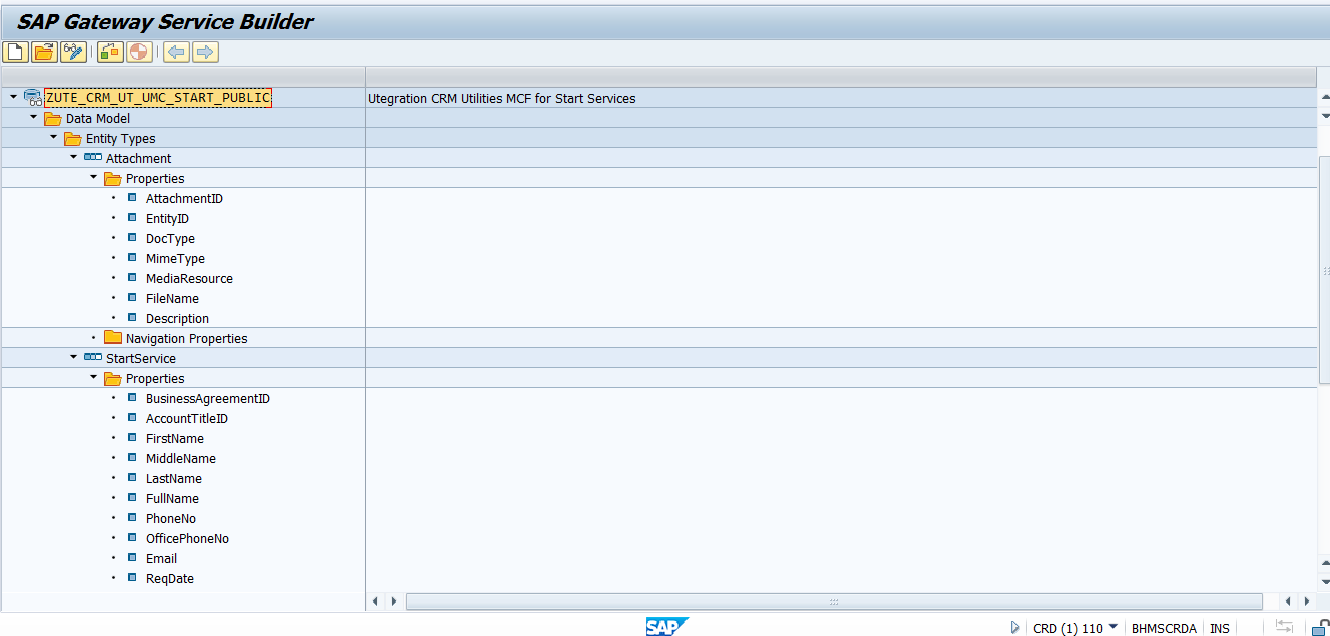 SAP Gateway Service Builder
ZUTE_CRM_UT_UMC_START_PUBLIC Utegration CRM Utilities MCF for Start Services
Data Model
Entity Types
Attachment
Properties
AttachmentID
EntityID
DocType
MimeType
MediaResource
FileName
Description
Navigation Properties
StartService
Properties
BusinessAgreementID
AccountTitleID
FirstName
MiddleName
LastName
FullName
PhoneNo
OfficePhoneNo
Email
ReqDate
SAP CRD (1) 110 BHMSCRDA INS